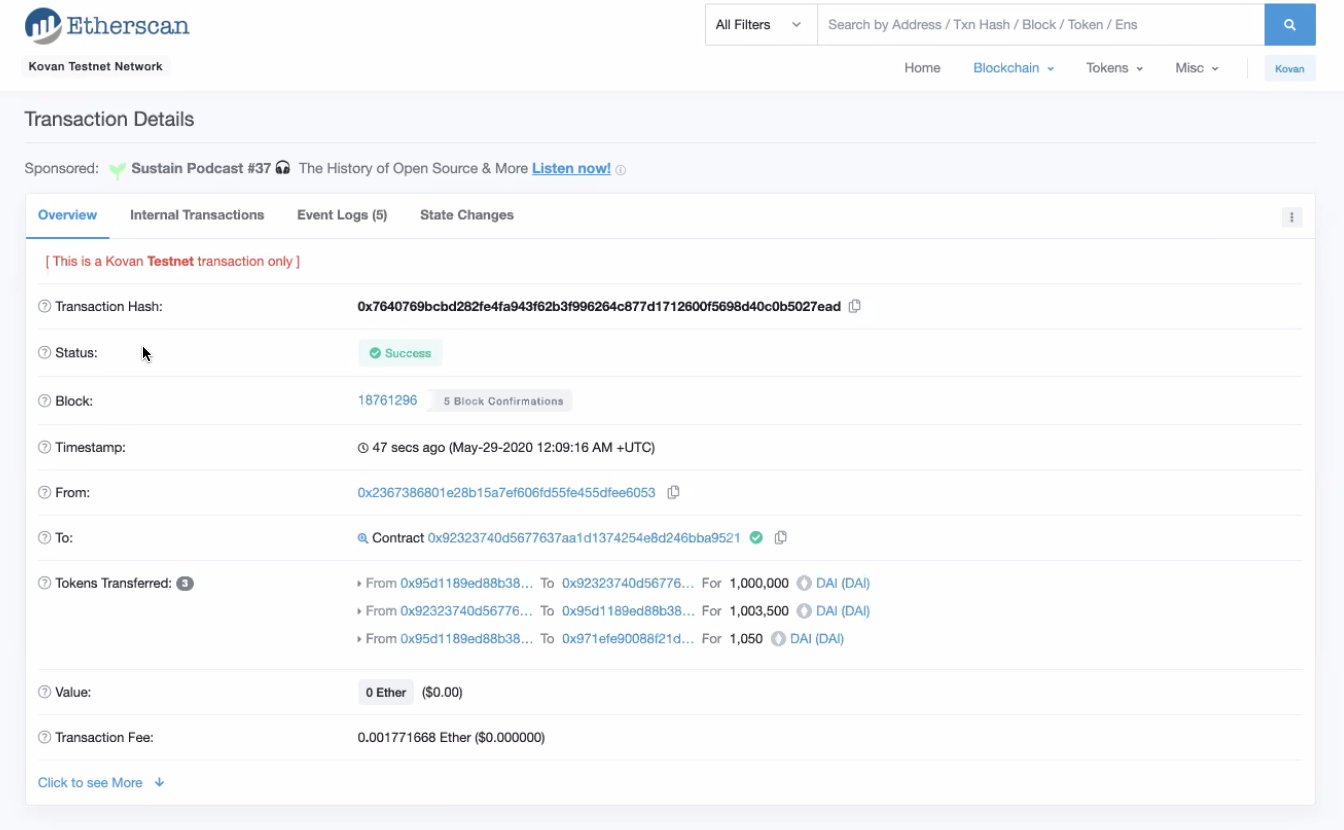 Etherscan
All Filters
Search by Address / Txn Hash / Block / Token / Ens
Kovan Testnet Network
Home Blockchain Tokens Misc Kovan
Transaction Details
Sponsored: Sustain Podcast #37 The History of Open Source & More Listen now!
Overview Internal Transactions Event Logs (5) State Changes
[ This is a Kovan Testnet transaction only ]
Transaction Hash: 0x7640769bcbd282fe4fa943f62b3f996264c877d1712600f5698d40c0b5027ead
Status: Success
Block: 18761296 5 Block Confirmations
Timestamp: 47 secs ago (May-29-2020 12:09:16 AM +UTC)
From: 0x2367386801e28b15a7ef606fd55fe455dfee6053
To: Contract 0x92323740d5677637aa1d1374254e8d246bba9521
Tokens Transferred: 3 From 0x95d1189ed88b38... To 0x92323740d56776... For 1,000,000 DAI (DAI)
From 0x92323740d56776... To 0x95d1189ed88b38... For 1,003,500 DAI (DAI)
From 0x95d1189ed88b38... To 0x971efe90088f21d... For 1,050 DAI (DAI)
Value: 0 Ether ($0.00)
Transaction Fee: 0.001771668 Ether ($0.000000)
Click to see More